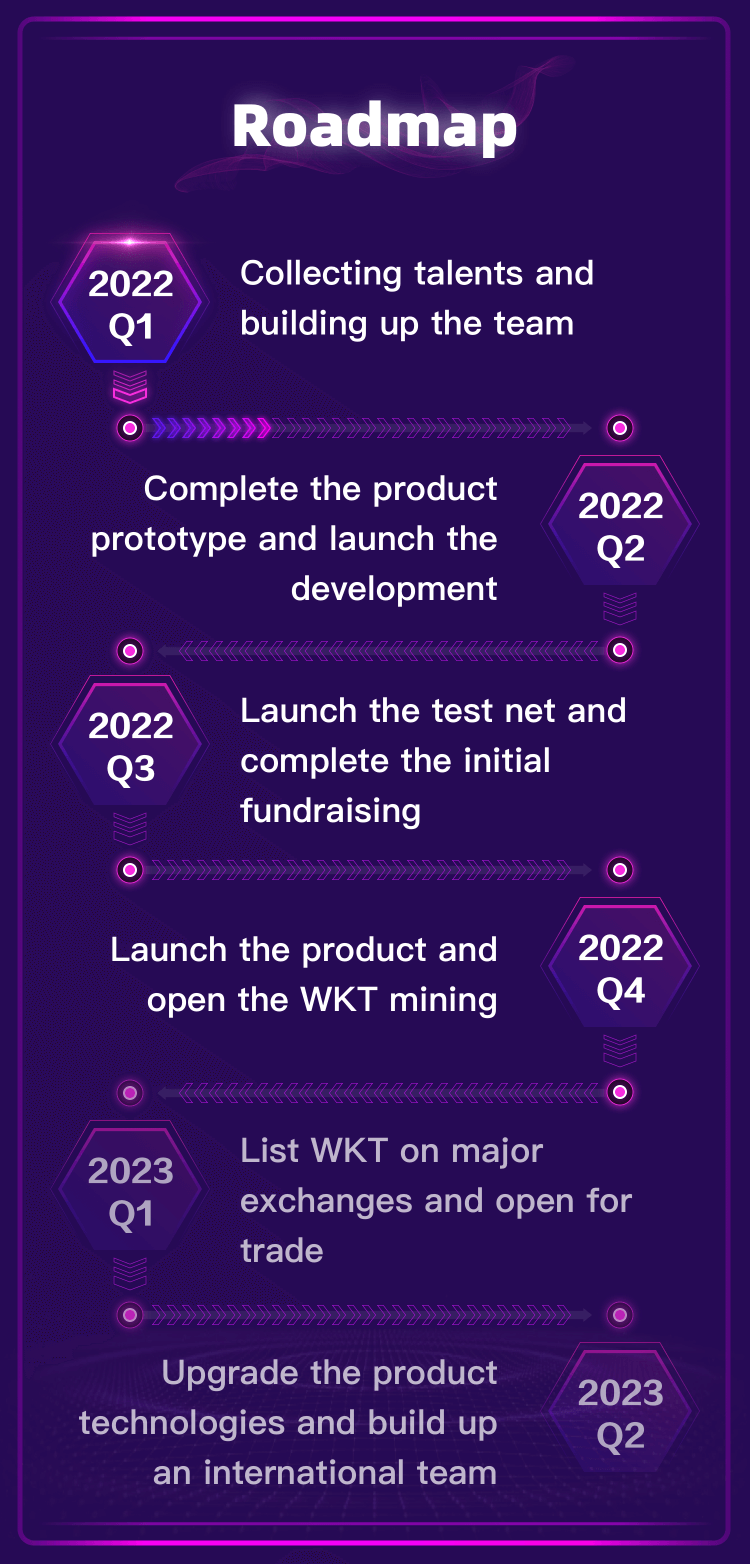 Roadmap
2022
Q1
Collecting talents and
building up the team
Complete the product
prototype and launch the
development
2022
Q2
2022
Q3
Launch the test net and
complete the initial
fundraising
Launch the product and
open the WKT mining
2022
Q4
2023
Q1
List WKT on major
exchanges and open for
trade
Upgrade the product
technologies and build up
an international team
2023
Q2